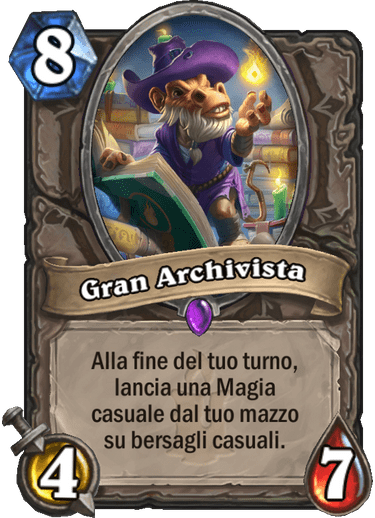 8
Gran Archivista
Alla fine del tuo turno,
lancia una Magia
casuale dal tuo mazzo
su bersagli casuali.
4
7